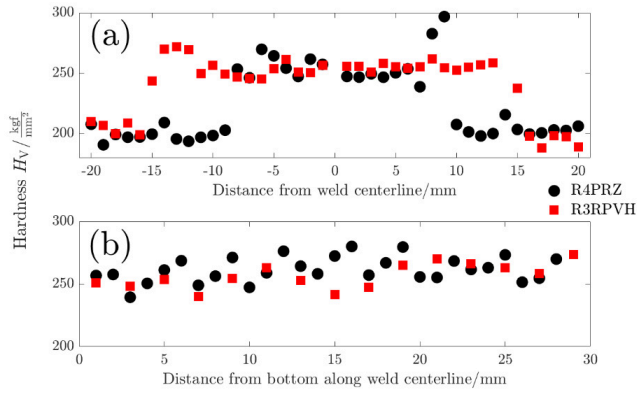 300
(a)
250
200
-20 -15 -10 -5 0 5 10 15 20
Distance from weld centerline/mm
Hardness H_V/ kgf/mm²
R4PRZ
R3RPVH
300
(b)
250
200
0 5 10 15 20 25 30
Distance from bottom along weld centerline/mm